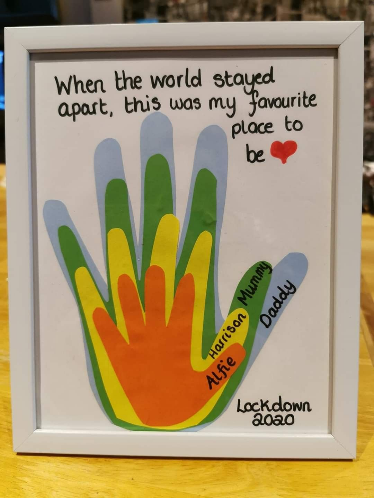 When the world stayed
apart, this was my favourite
place to
be
Mummy
Daddy
Harrison
Alfie
Lockdown
2020